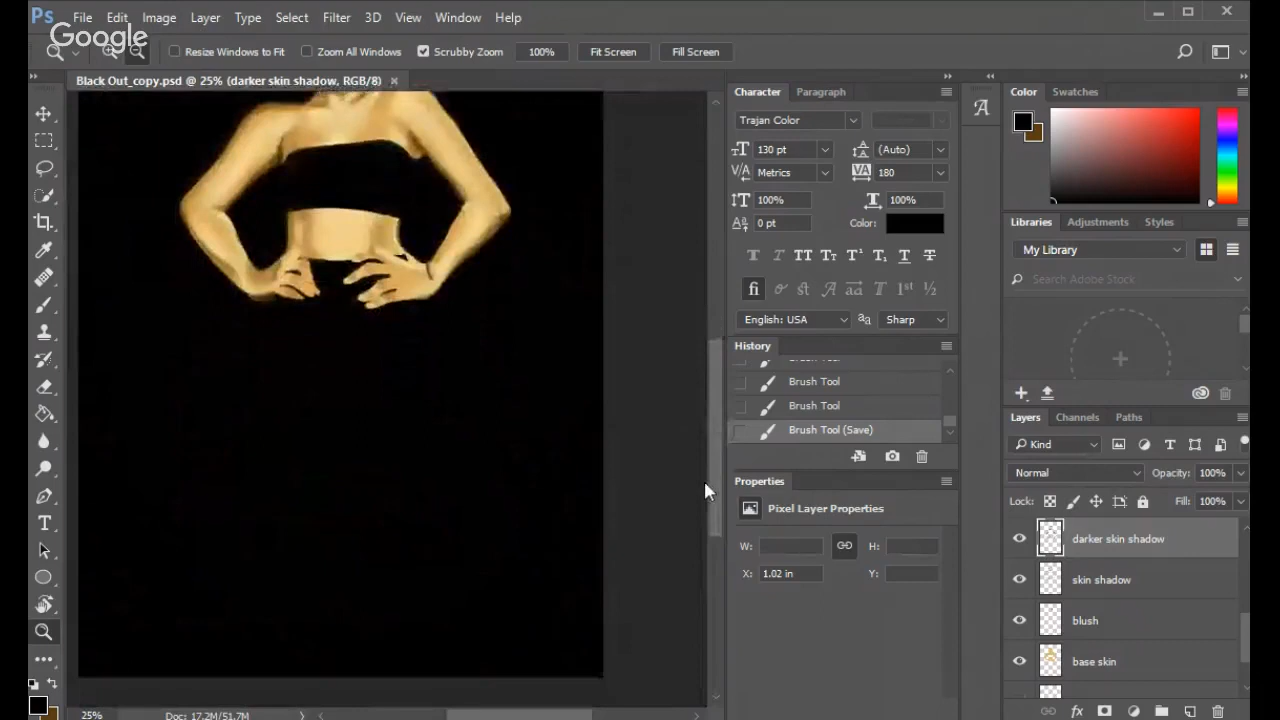 Ps File Edit Image Layer Type Select Filter 3D View Window Help
Google
Resize Windows to Fit Zoom All Windows Scrubby Zoom 100% Fit Screen Fill Screen
Black Out_copy.psd @ 25% (darker skin shadow, RGB/8)
Character Paragraph
Trajan Color
130 pt (Auto)
Metrics 180
100% 100%
0 pt Color:
English: USA Sharp
History
Brush Tool
Brush Tool
Brush Tool
Brush Tool (Save)
Properties
Pixel Layer Properties
W: H:
X: 1.02 in Y:
Color Swatches
Libraries Adjustments Styles
My Library
Search Adobe Stock
Layers Channels Paths
Kind
Normal Opacity: 100%
Lock: Fill: 100%
darker skin shadow
skin shadow
blush
base skin
25% Doc: 17.2M/51.7M